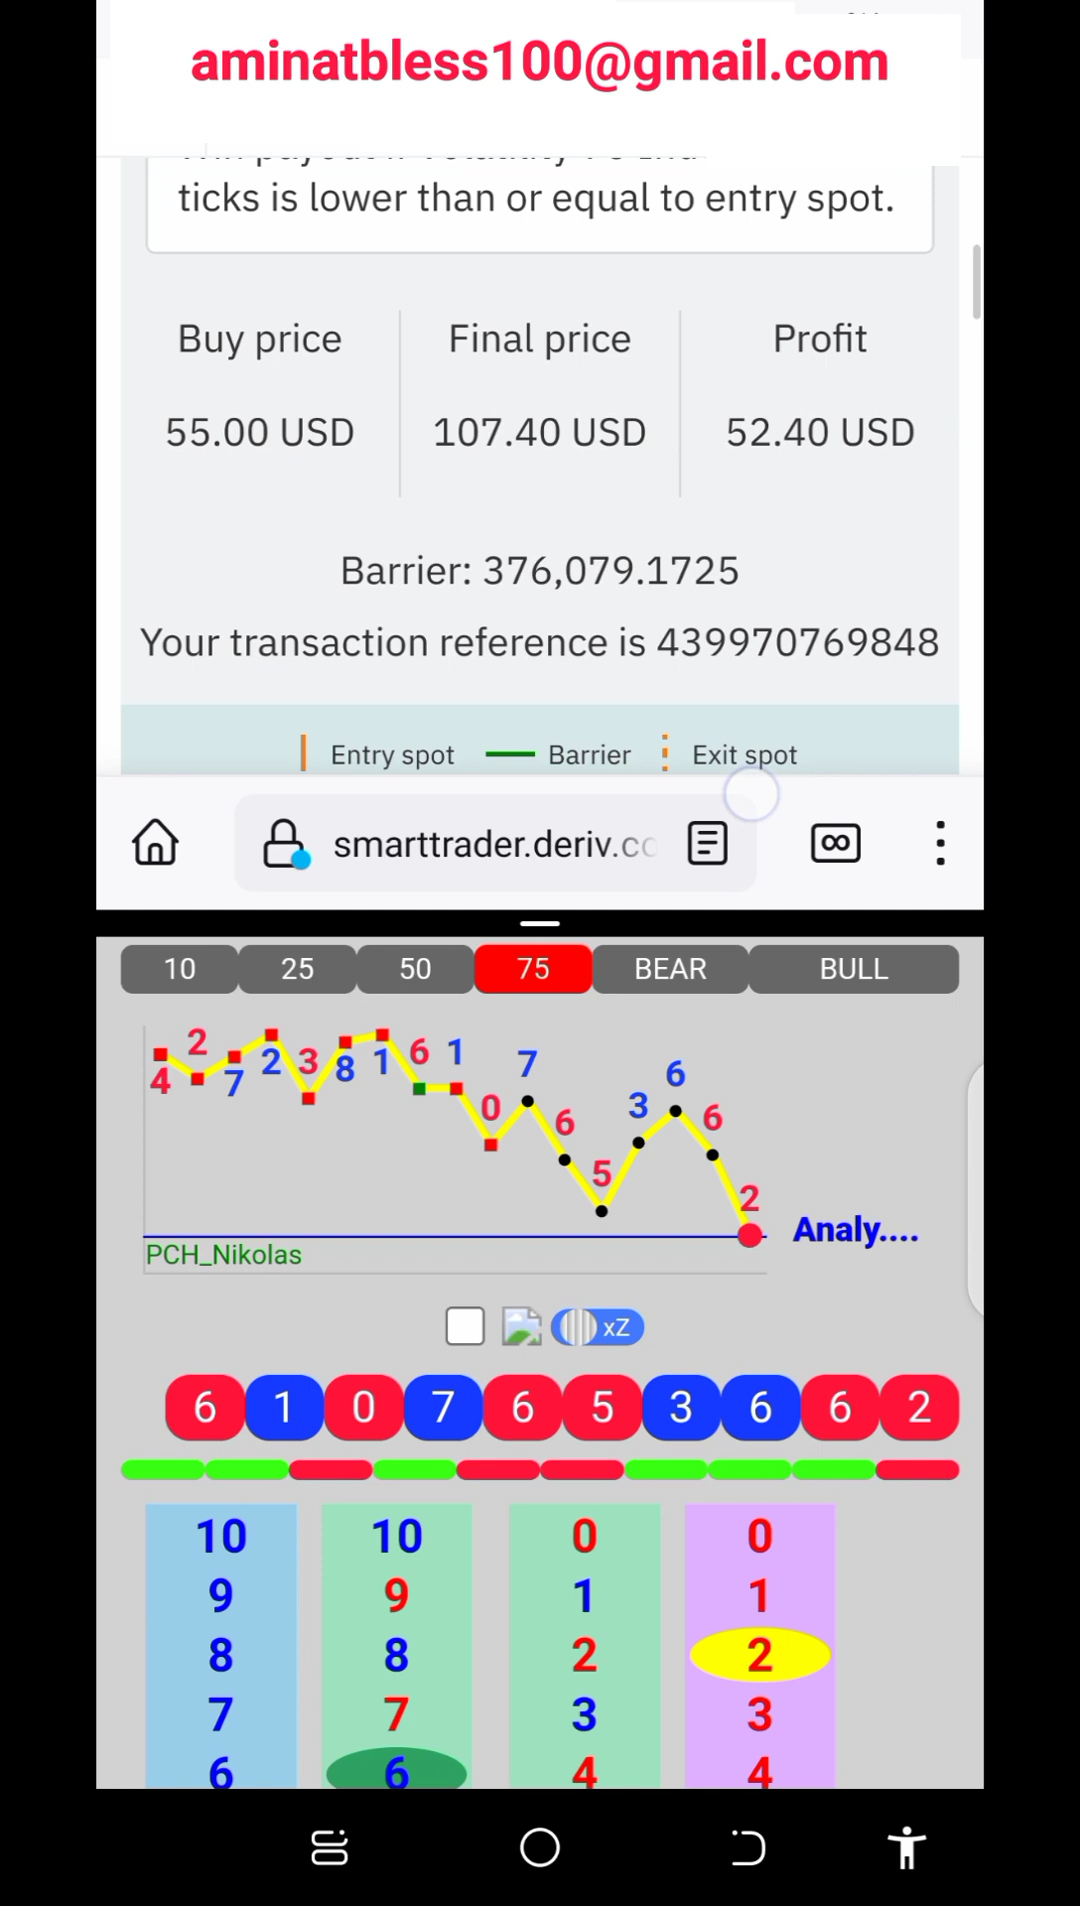 aminatbless100@gmail.com
ticks is lower than or equal to entry spot.
Buy price Final price Profit
55.00 USD 107.40 USD 52.40 USD
Barrier: 376,079.1725
Your transaction reference is 439970769848
Entry spot Barrier Exit spot
smarttrader.deriv.co
10 25 50 75 BEAR BULL
4 2 7 2 3 8 1 6 1 0 7 6 5 3 6 6 2
Analy....
PCH_Nikolas
xZ
6 1 0 7 6 5 3 6 6 2
10 10 0 0
9 9 1 1
8 8 2 2
7 7 3 3
6 6 4 4